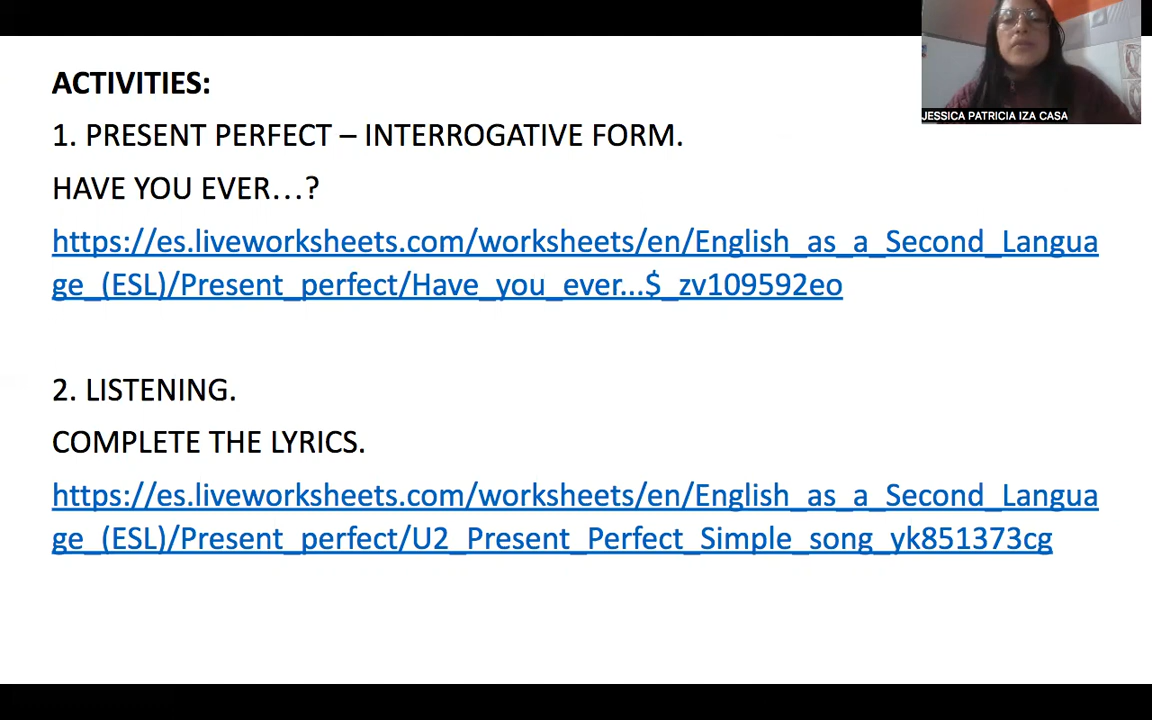 ACTIVITIES:
JESSICA PATRICIA IZA CASA
1. PRESENT PERFECT – INTERROGATIVE FORM.
HAVE YOU EVER…?
https://es.liveworksheets.com/worksheets/en/English_as_a_Second_Langua
ge_(ESL)/Present_perfect/Have_you_ever...$_zv109592eo
2. LISTENING.
COMPLETE THE LYRICS.
https://es.liveworksheets.com/worksheets/en/English_as_a_Second_Langua
ge_(ESL)/Present_perfect/U2_Present_Perfect_Simple_song_yk851373cg